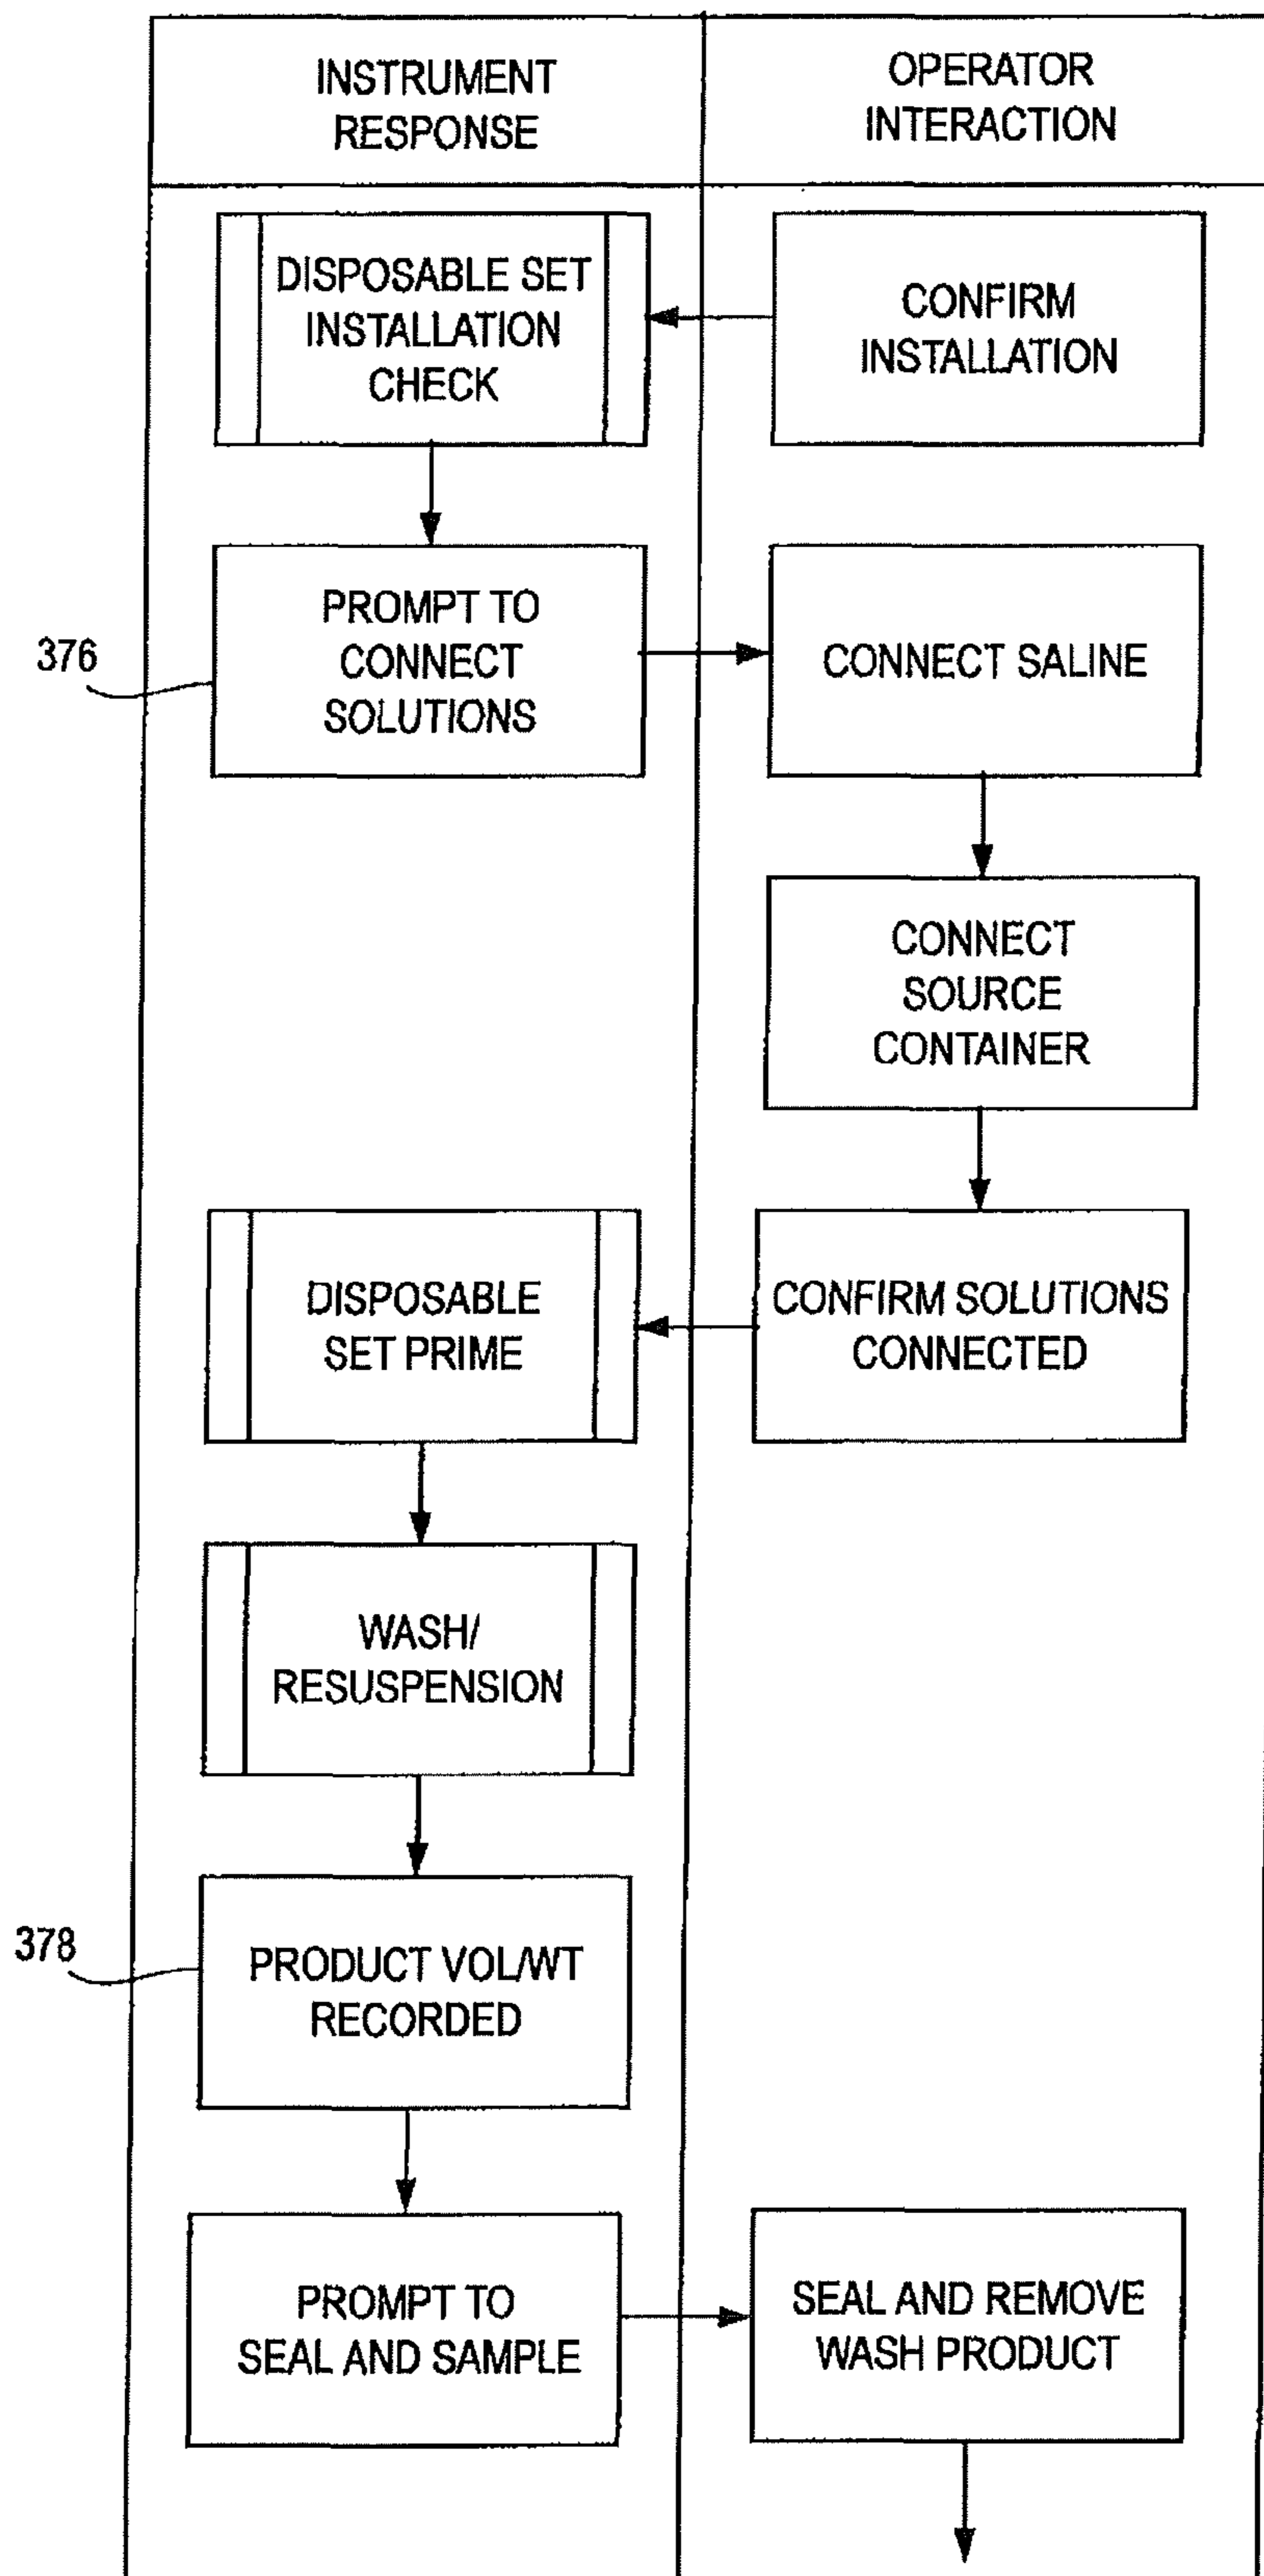 INSTRUMENT
RESPONSE
OPERATOR
INTERACTION
DISPOSABLE SET
INSTALLATION
CHECK
CONFIRM
INSTALLATION
376
PROMPT TO
CONNECT
SOLUTIONS
CONNECT SALINE
CONNECT
SOURCE
CONTAINER
DISPOSABLE
SET PRIME
CONFIRM SOLUTIONS
CONNECTED
WASH/
RESUSPENSION
378
PRODUCT VOL/WT
RECORDED
PROMPT TO
SEAL AND SAMPLE
SEAL AND REMOVE
WASH PRODUCT